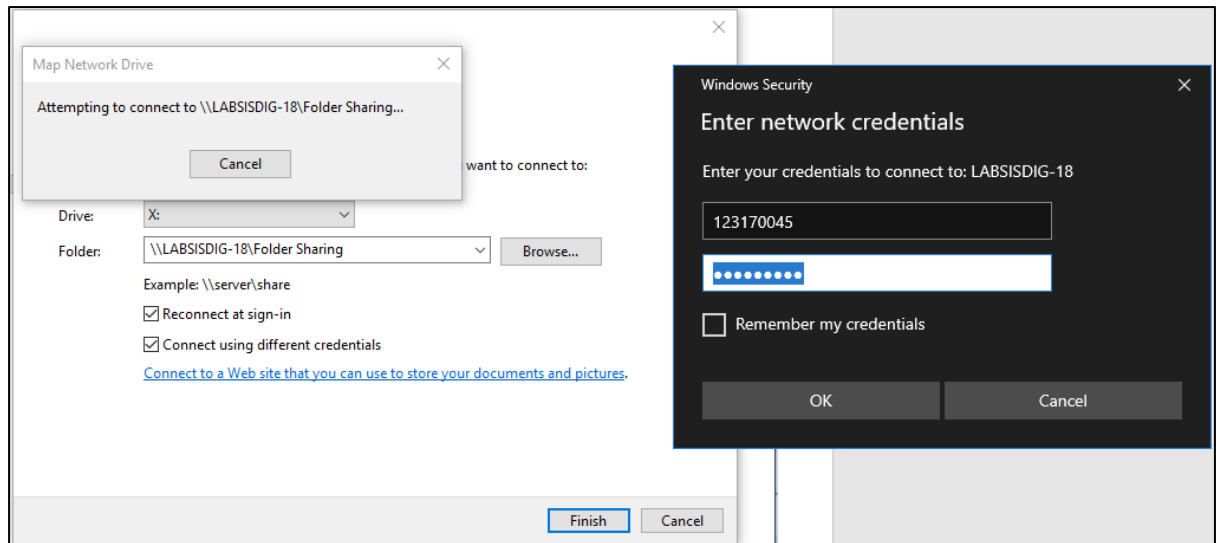 Map Network Drive
Attempting to connect to \\LABSISDIG-18\Folder Sharing...
Cancel
want to connect to:
Drive: X:
Folder: \\LABSISDIG-18\Folder Sharing Browse...
Example: \\server\share
Reconnect at sign-in
Connect using different credentials
Connect to a Web site that you can use to store your documents and pictures.
Finish Cancel
Windows Security
Enter network credentials
Enter your credentials to connect to: LABSISDIG-18
123170045
●●●●●●●●●
Remember my credentials
OK Cancel